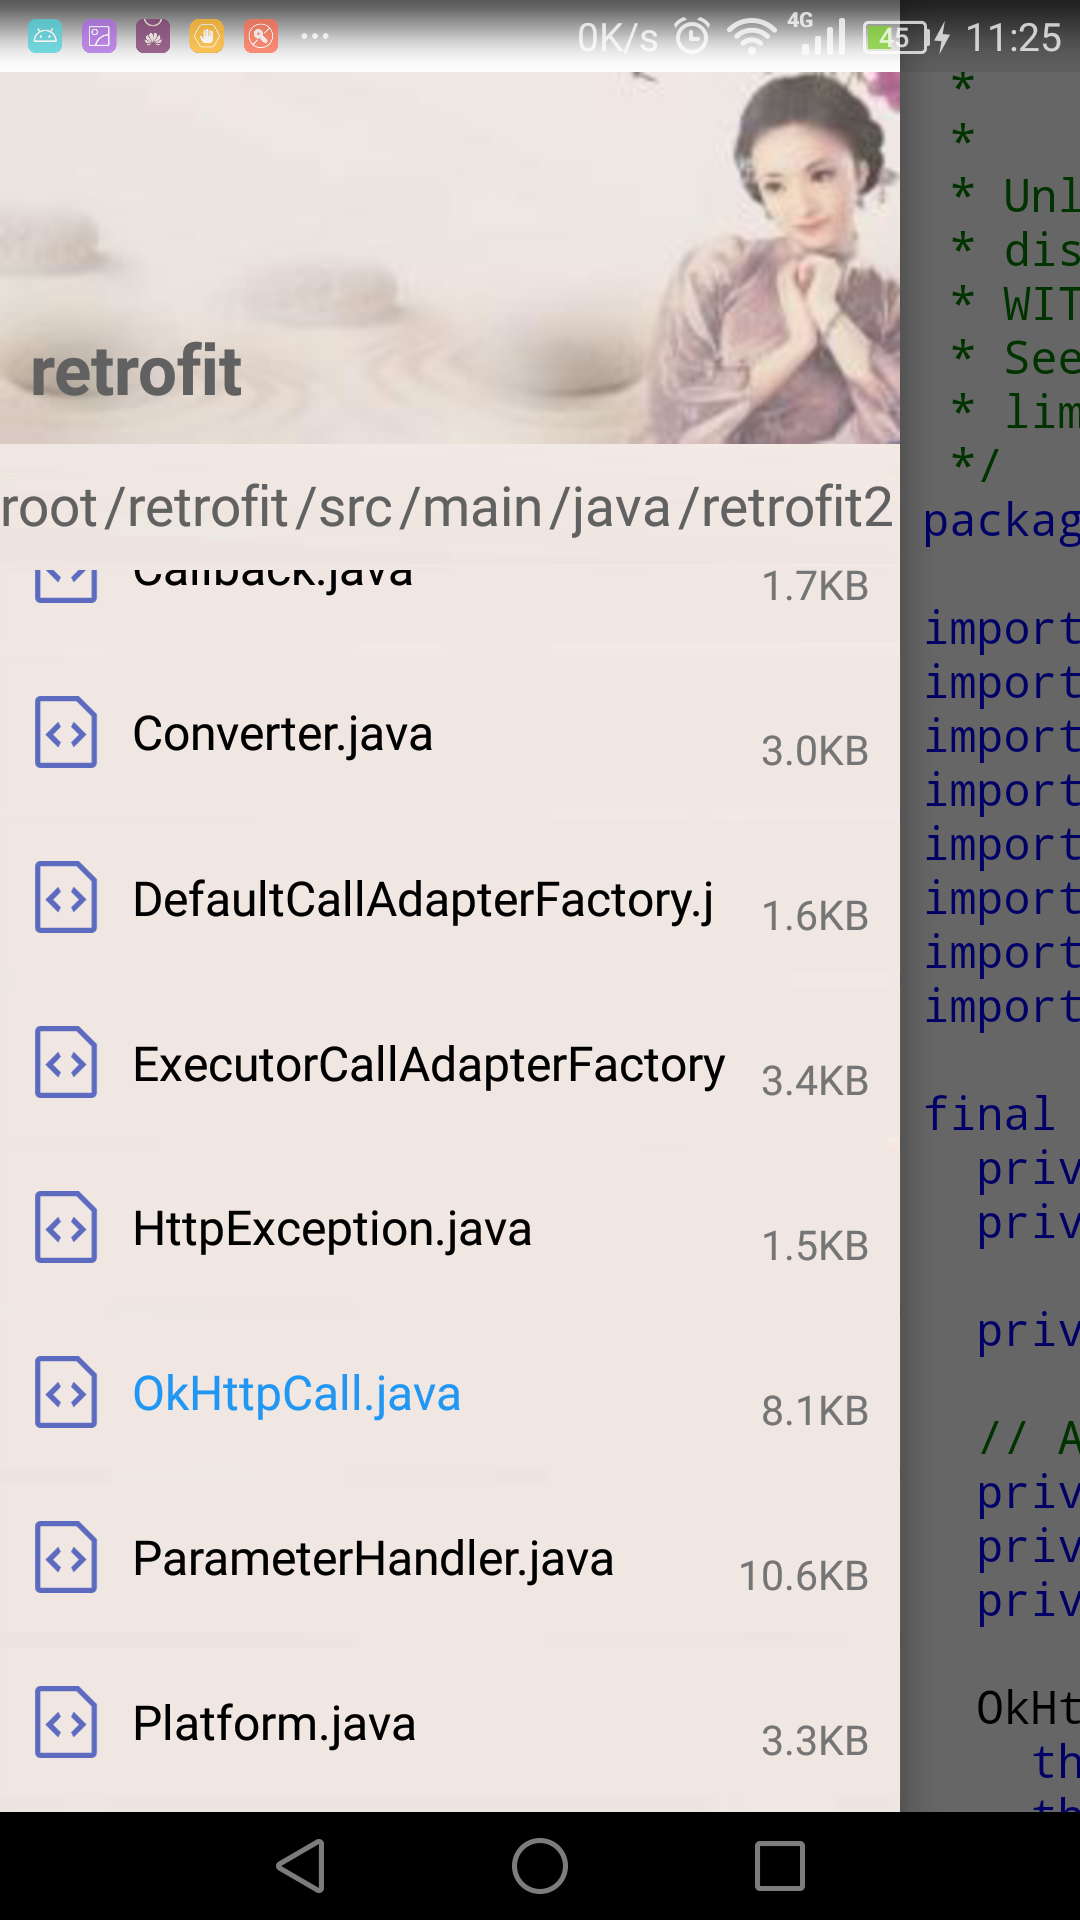 0K/s 4G 45 11:25
retrofit
root/retrofit/src/main/java/retrofit2
Callback.java 1.7KB
Converter.java 3.0KB
DefaultCallAdapterFactory.j 1.6KB
ExecutorCallAdapterFactory 3.4KB
HttpException.java 1.5KB
OkHttpCall.java 8.1KB
ParameterHandler.java 10.6KB
Platform.java 3.3KB
*
*
* Unl
* dis
* WIT
* See
* lim
*/
packag
import
import
import
import
import
import
import
import
final
priv
priv
priv
// A
priv
priv
priv
OkHt
th
th